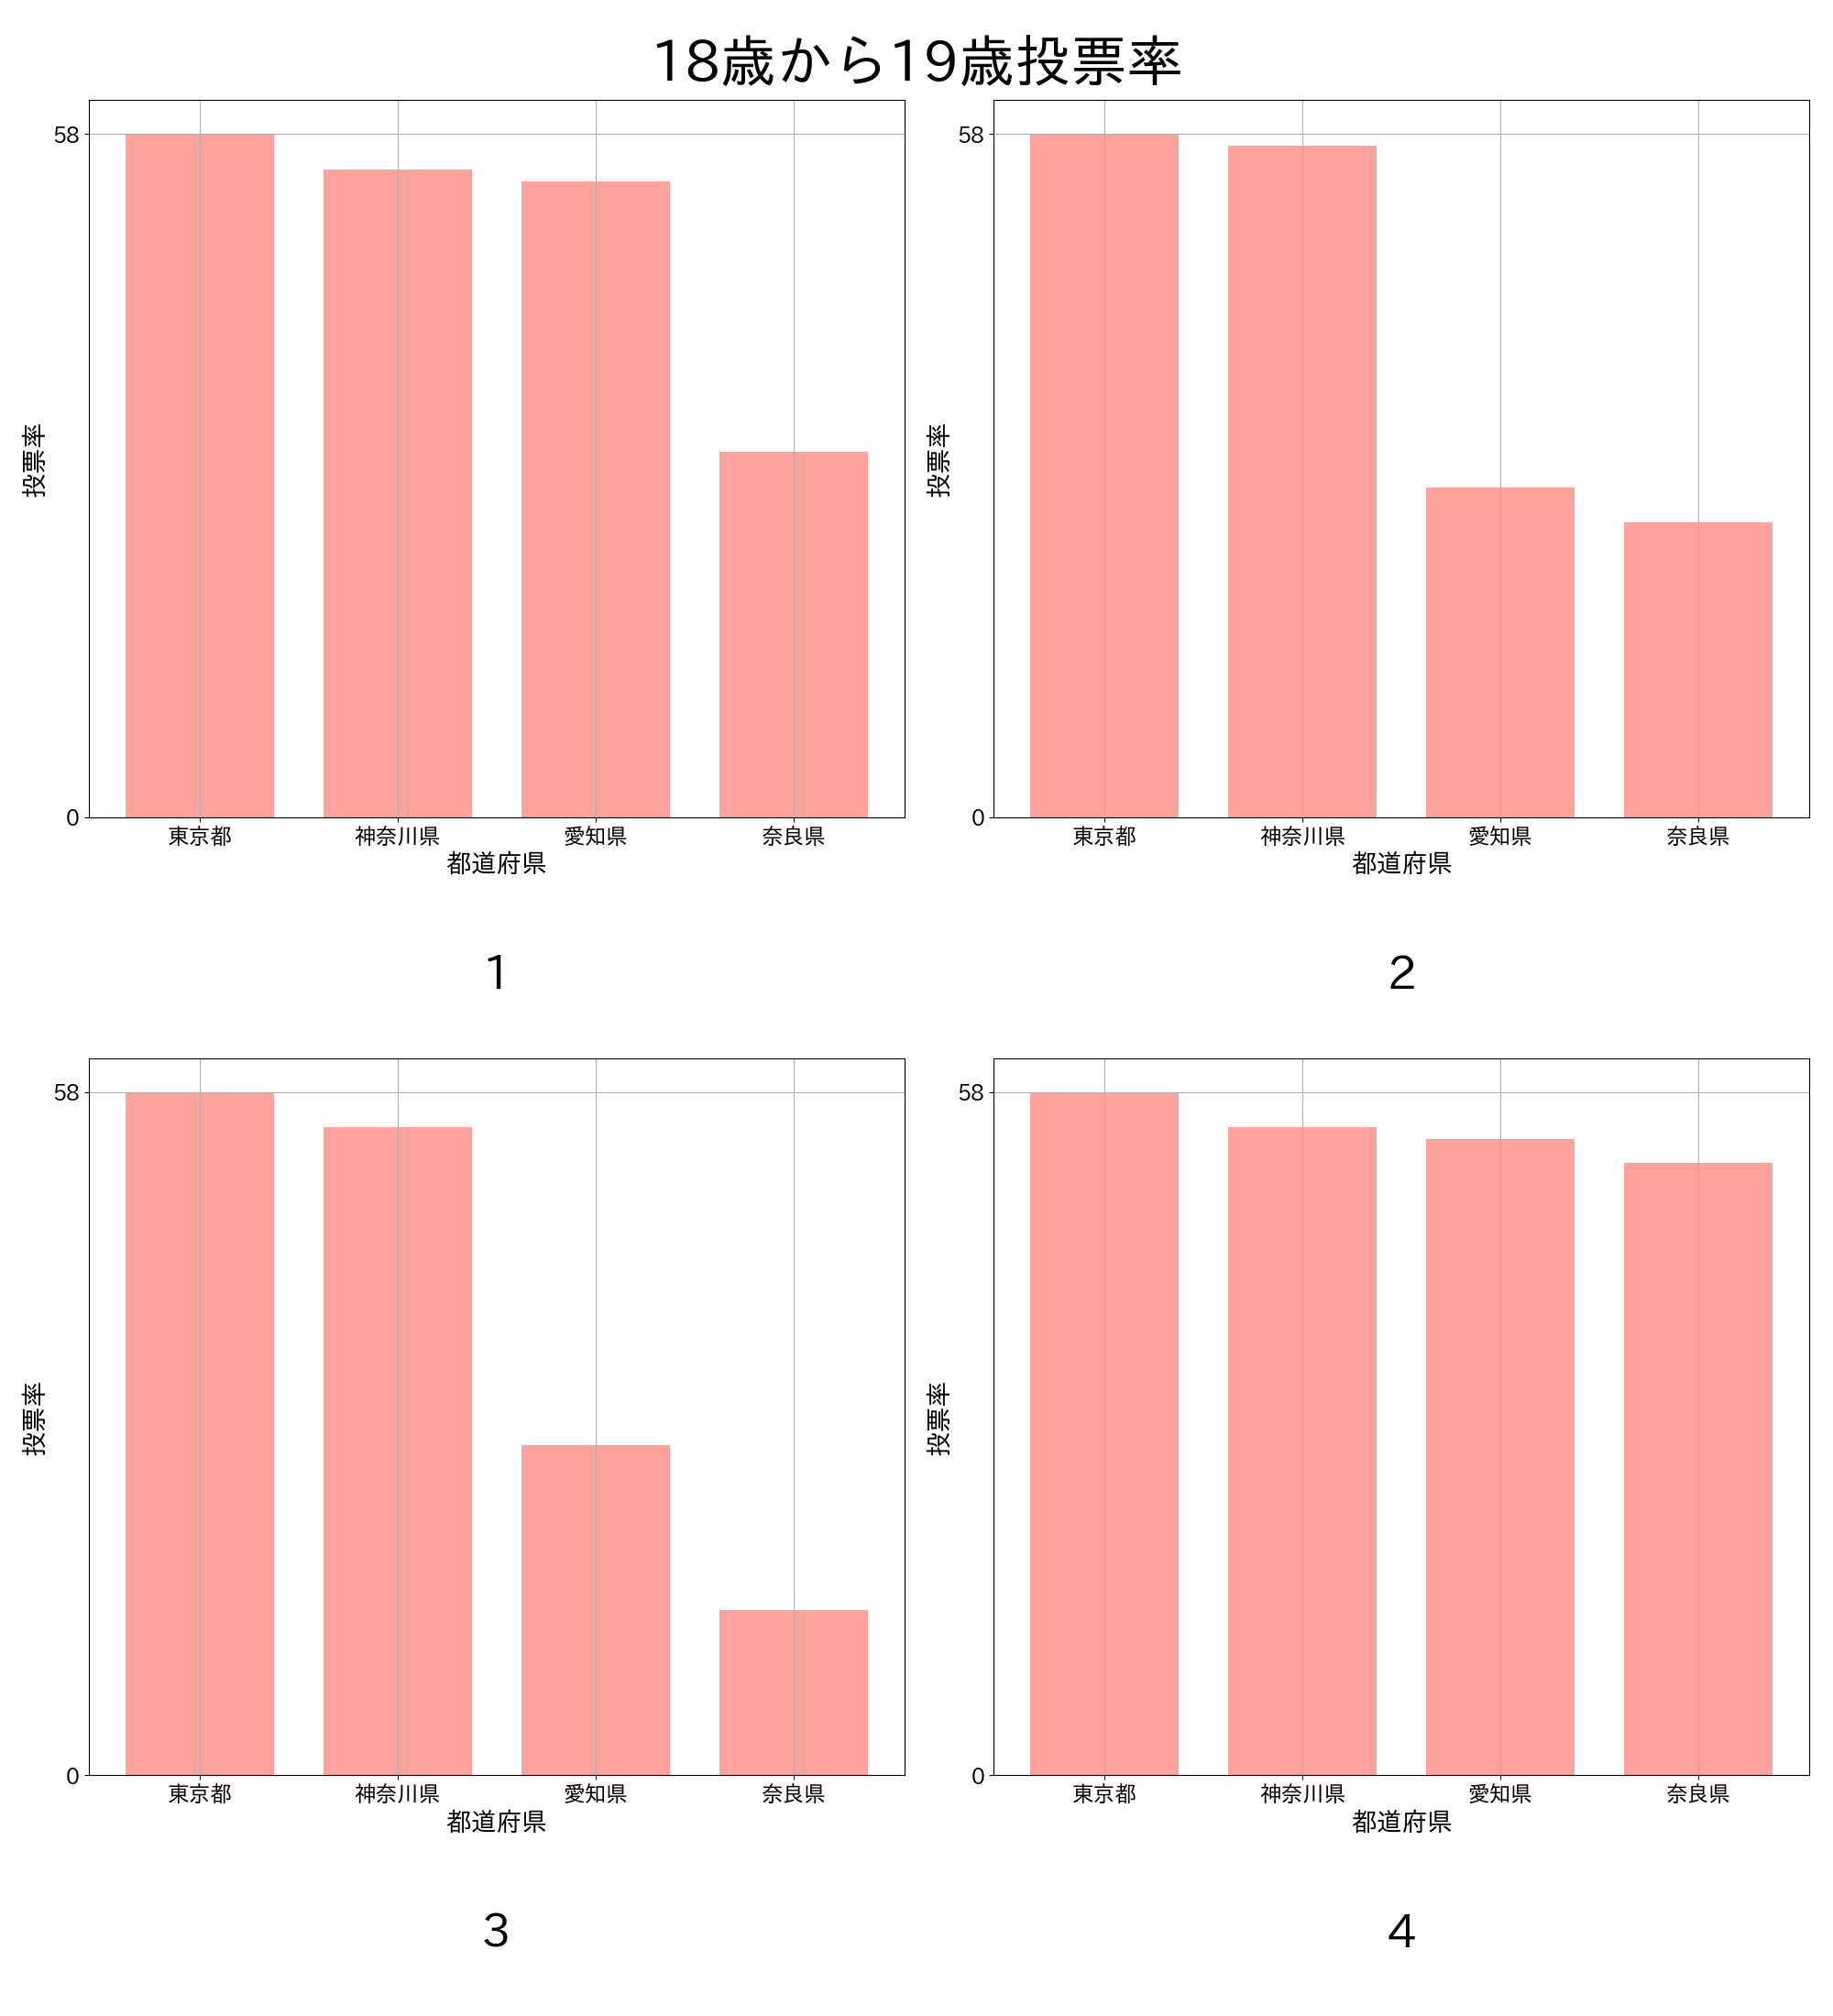 18歳から19歳投票率
58
0
投票率
東京都 神奈川県 愛知県 奈良県
都道府県
1
58
0
投票率
東京都 神奈川県 愛知県 奈良県
都道府県
2
58
0
投票率
東京都 神奈川県 愛知県 奈良県
都道府県
3
58
0
投票率
東京都 神奈川県 愛知県 奈良県
都道府県
4